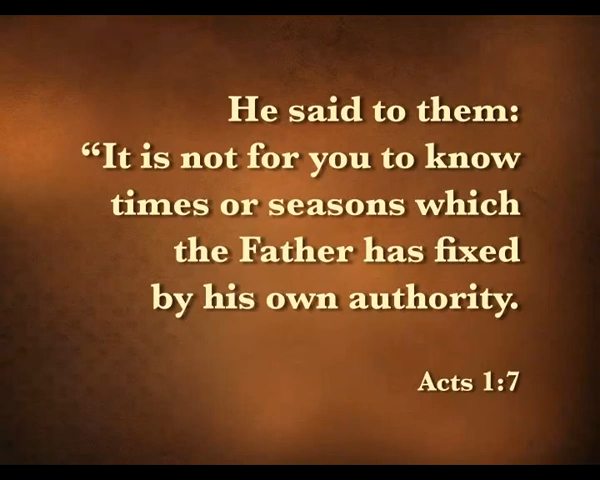 He said to them:
“It is not for you to know
times or seasons which
the Father has fixed
by his own authority.
Acts 1:7